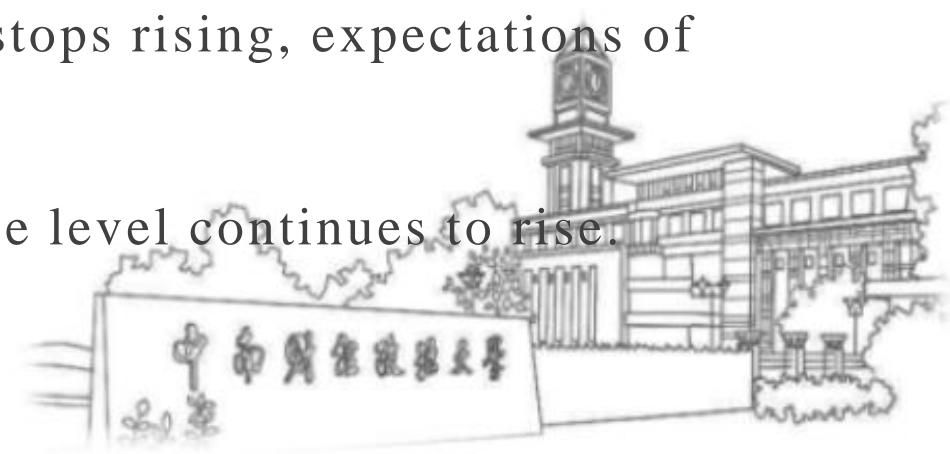 stops rising, expectations of
e level continues to rise.
中南财经政法大学